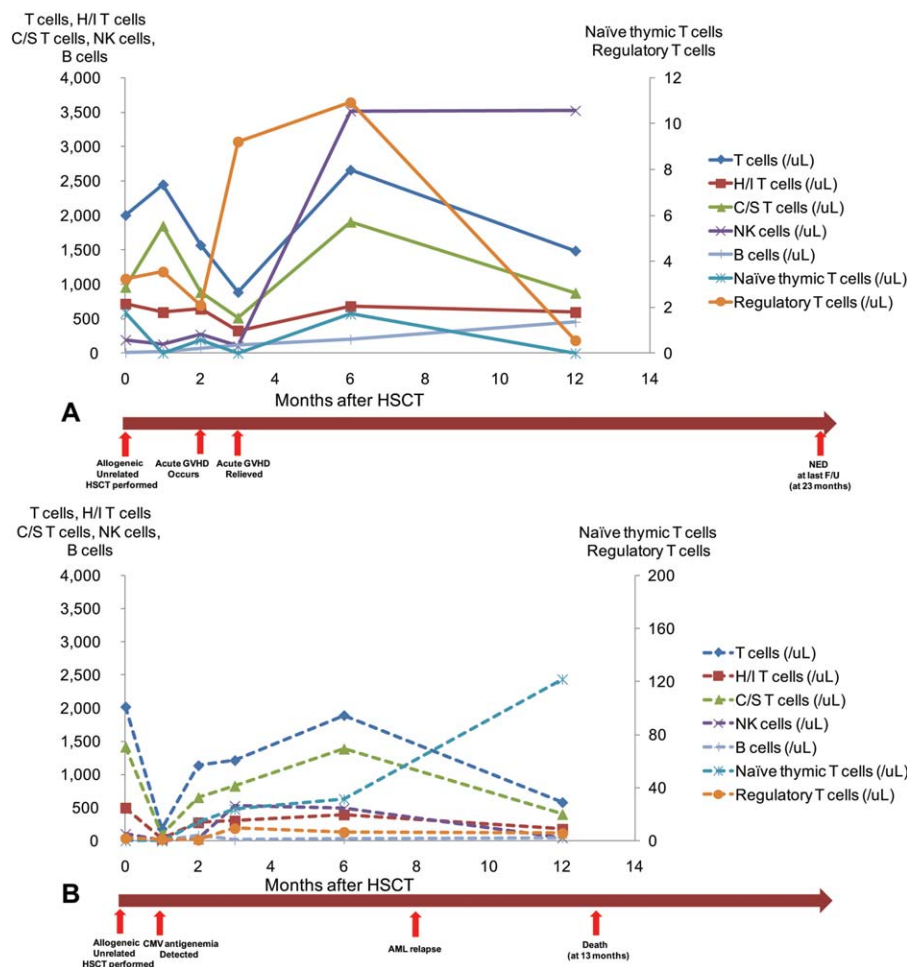 T cells, H/I T cells
C/S T cells, NK cells,
B cells
Naïve thymic T cells
Regulatory T cells
4,000
3,500
3,000
2,500
2,000
1,500
1,000
500
0
12
10
8
6
4
2
0
T cells (/uL)
H/I T cells (/uL)
C/S T cells (/uL)
NK cells (/uL)
B cells (/uL)
Naïve thymic T cells (/uL)
Regulatory T cells (/uL)
0 2 4 6 8 10 12 14
Months after HSCT
A
Allogeneic
Unrelated
HSCT performed
Acute GVHD
Occurs
Acute GVHD
Relieved
NED
at last F/U
(at 23 months)
T cells, H/I T cells
C/S T cells, NK cells,
B cells
Naïve thymic T cells
Regulatory T cells
4,000
3,500
3,000
2,500
2,000
1,500
1,000
500
0
200
160
120
80
40
0
T cells (/uL)
H/I T cells (/uL)
C/S T cells (/uL)
NK cells (/uL)
B cells (/uL)
Naïve thymic T cells (/uL)
Regulatory T cells (/uL)
0 2 4 6 8 10 12 14
Months after HSCT
B
Allogeneic
Unrelated
HSCT performed
CMV antigenemia
Detected
AML relapse
Death
(at 13 months)